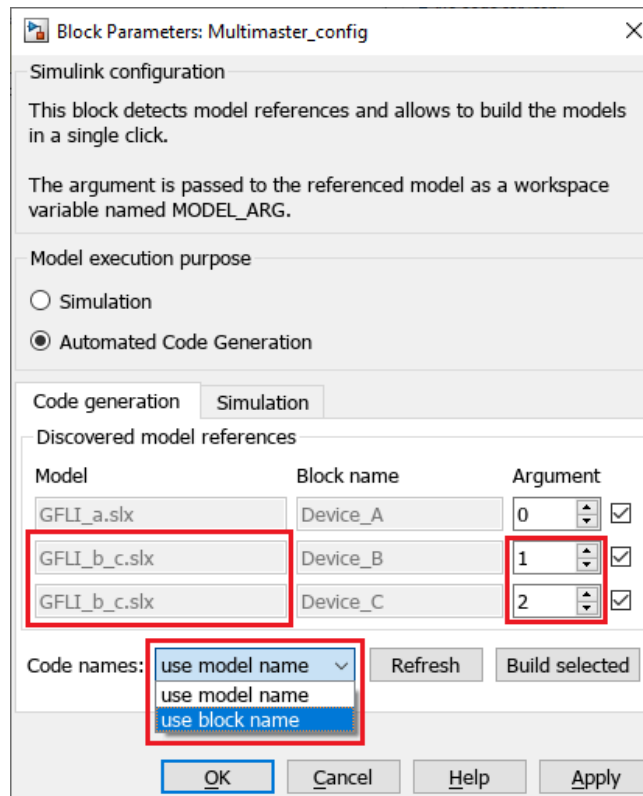 Block Parameters: Multimaster_config
Simulink configuration
This block detects model references and allows to build the models
in a single click.
The argument is passed to the referenced model as a workspace
variable named MODEL_ARG.
Model execution purpose
Simulation
Automated Code Generation
Code generation Simulation
Discovered model references
Model Block name Argument
GFLI_a.slx Device_A 0
GFLI_b_c.slx Device_B 1
GFLI_b_c.slx Device_C 2
Code names: use model name Refresh Build selected
use model name
use block name
OK Cancel Help Apply